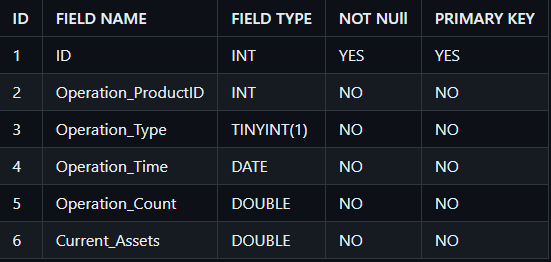 ID FIELD NAME FIELD TYPE NOT NUll PRIMARY KEY
1 ID INT YES YES
2 Operation_ProductID INT NO NO
3 Operation_Type TINYINT(1) NO NO
4 Operation_Time DATE NO NO
5 Operation_Count DOUBLE NO NO
6 Current_Assets DOUBLE NO NO